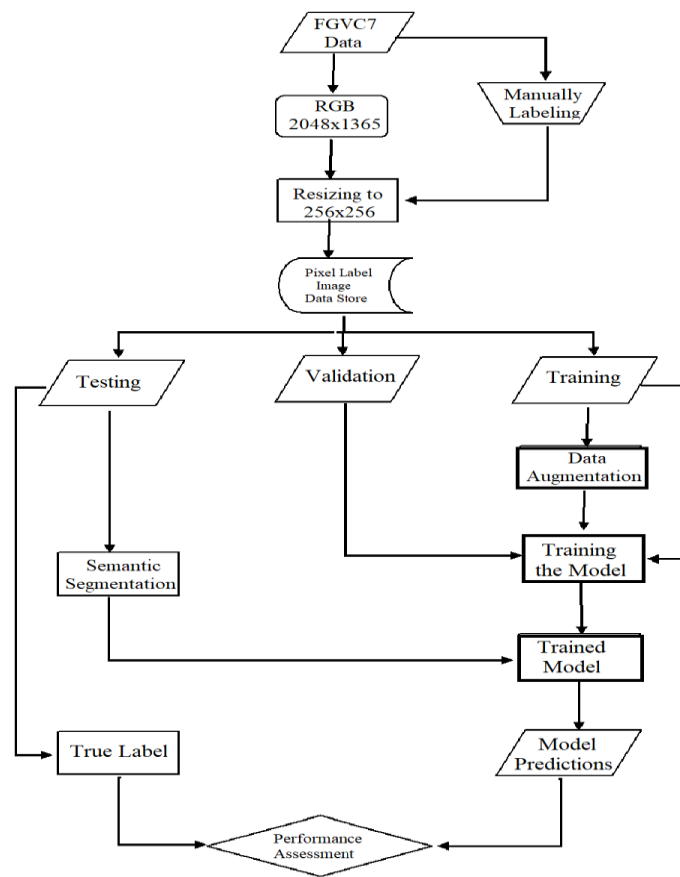 FGVC7
Data
RGB
2048x1365
Manually
Labeling
Resizing to
256x256
Pixel Label
Image
Data Store
Testing
Validation
Training
Data
Augmentation
Training
the Model
Semantic
Segmentation
Trained
Model
True Label
Model
Predictions
Performance
Assessment